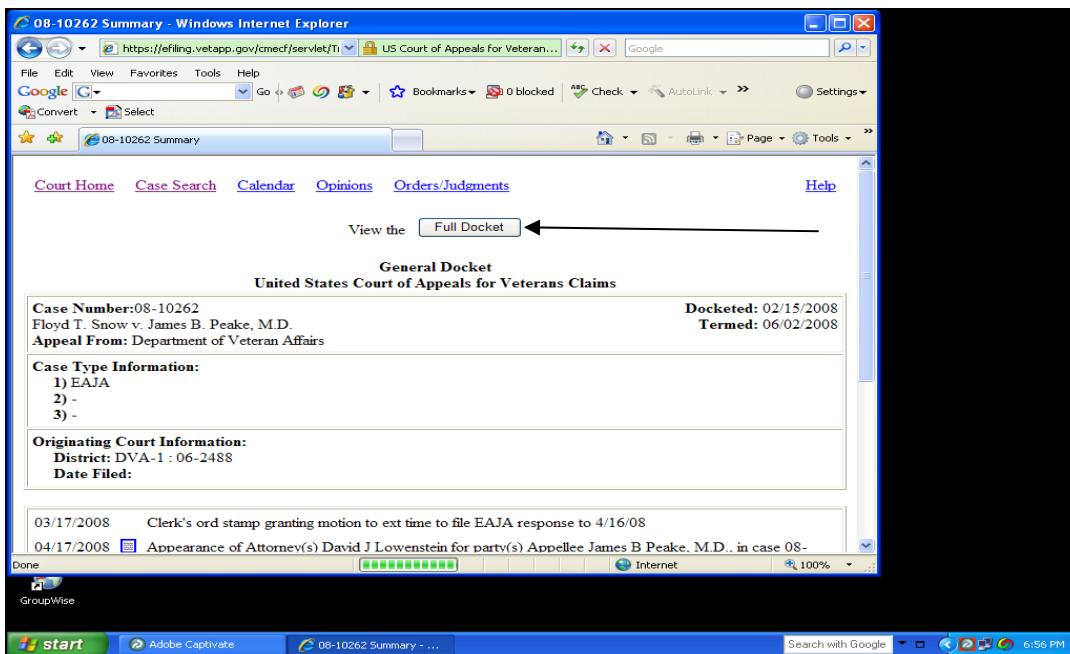 08-10262 Summary - Windows Internet Explorer
https://efiling.vetapp.gov/cmecf/servlet/Tr US Court of Appeals for Veteran... Google
File Edit View Favorites Tools Help
Google G Go Bookmarks 0 blocked ABC Check AutoLink » Settings
Convert Select
08-10262 Summary Page Tools »
Court Home Case Search Calendar Opinions Orders/Judgments Help
View the Full Docket
General Docket
United States Court of Appeals for Veterans Claims
Case Number:08-10262 Docketed: 02/15/2008
Floyd T. Snow v. James B. Peake, M.D. Termed: 06/02/2008
Appeal From: Department of Veteran Affairs
Case Type Information:
1) EAJA
2) -
3) -
Originating Court Information:
District: DVA-1 : 06-2488
Date Filed:
03/17/2008 Clerk's ord stamp granting motion to ext time to file EAJA response to 4/16/08
04/17/2008 Appearance of Attorney(s) David J Lowenstein for party(s) Appellee James B Peake, M.D., in case 08-
Done Internet 100%
GroupWise
start Adobe Captivate 08-10262 Summary - ... Search with Google 6:56 PM